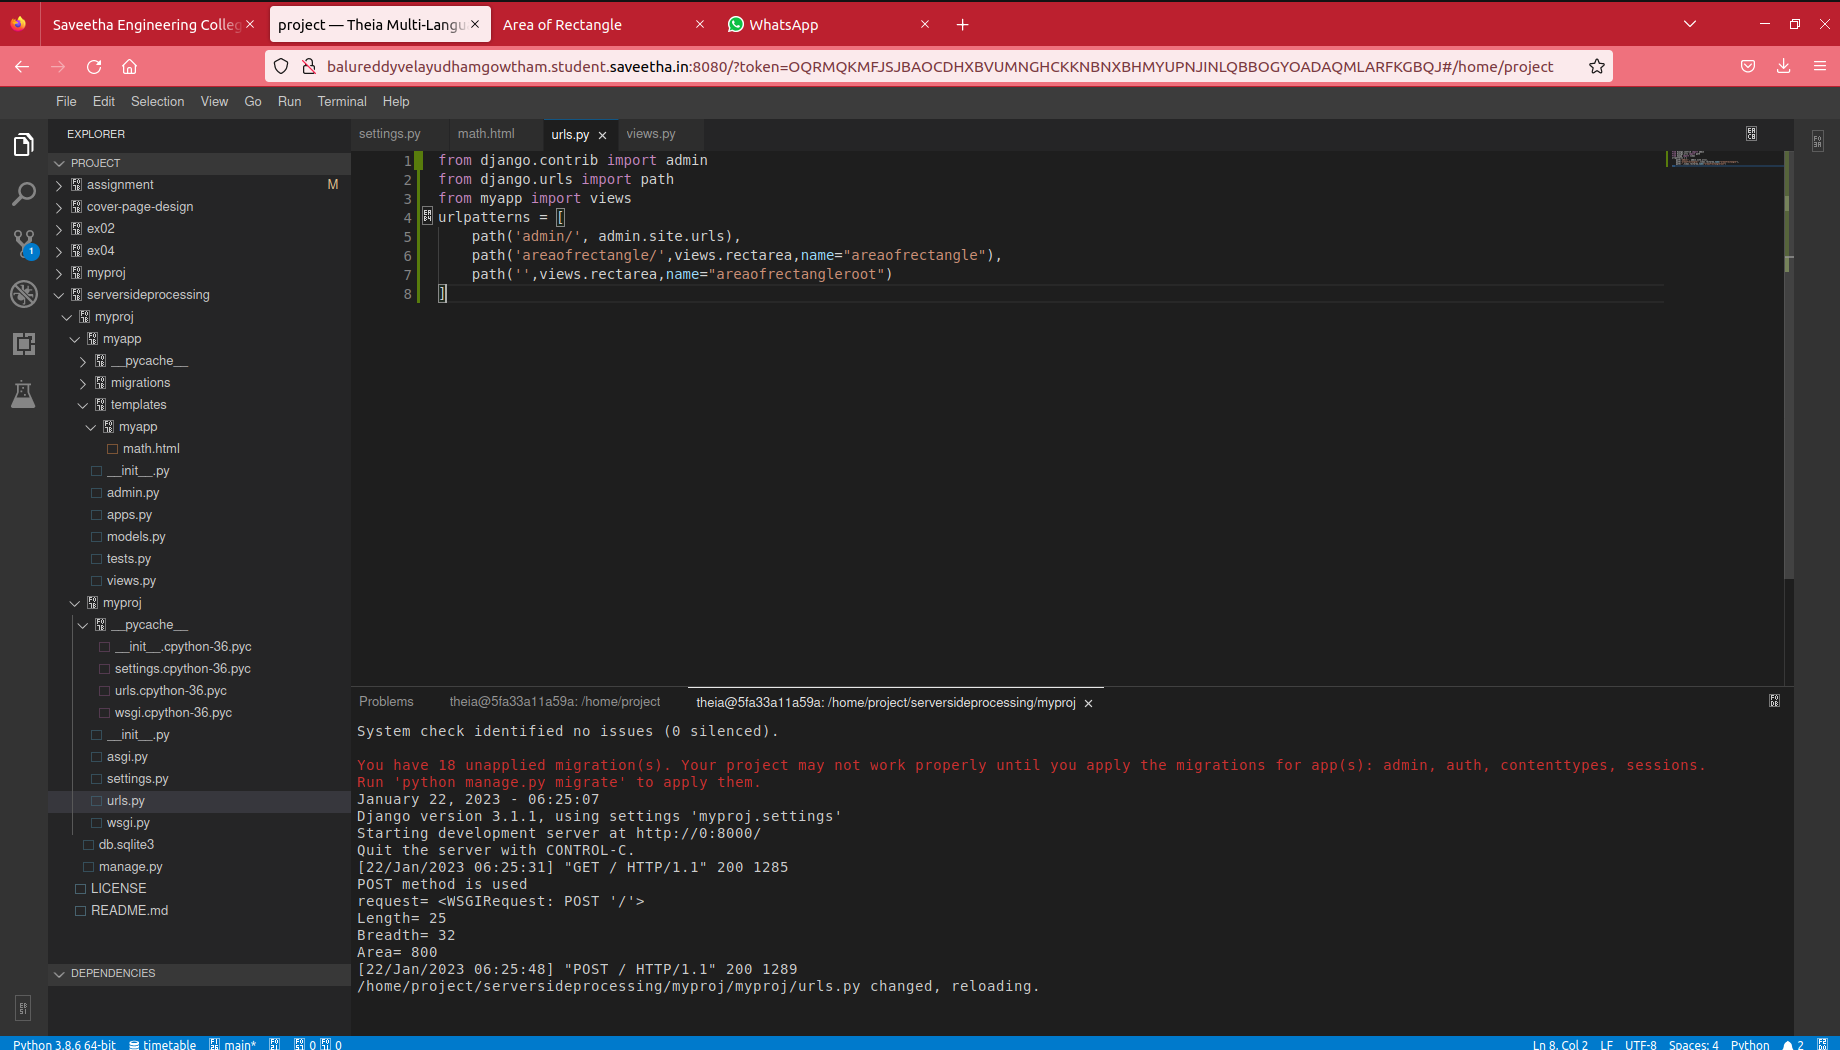 Saveetha Engineering Colleg
project — Theia Multi-Langu
Area of Rectangle
WhatsApp
balureddyvelayudhamgowtham.student.saveetha.in:8080/?token=OQRMQKMFJSJBAOCDHXBVUMNGHCKKNBNXBHMYUPNJINLQBBOGYOADAQMLARFKGBQJ#/home/project
File Edit Selection View Go Run Terminal Help
EXPLORER
PROJECT
assignment M
cover-page-design
ex02
ex04
myproj
serversideprocessing
myproj
myapp
__pycache__
migrations
templates
myapp
math.html
__init__.py
admin.py
apps.py
models.py
tests.py
views.py
myproj
__pycache__
__init__.cpython-36.pyc
settings.cpython-36.pyc
urls.cpython-36.pyc
wsgi.cpython-36.pyc
__init__.py
asgi.py
settings.py
urls.py
wsgi.py
db.sqlite3
manage.py
LICENSE
README.md
DEPENDENCIES
1
settings.py math.html urls.py views.py
1 from django.contrib import admin
2 from django.urls import path
3 from myapp import views
4 urlpatterns = [
5 path('admin/', admin.site.urls),
6 path('areaofrectangle/',views.rectarea,name="areaofrectangle"),
7 path('',views.rectarea,name="areaofrectangleroot")
8 ]
Problems theia@5fa33a11a59a: /home/project theia@5fa33a11a59a: /home/project/serversideprocessing/myproj
System check identified no issues (0 silenced).
You have 18 unapplied migration(s). Your project may not work properly until you apply the migrations for app(s): admin, auth, contenttypes, sessions.
Run 'python manage.py migrate' to apply them.
January 22, 2023 - 06:25:07
Django version 3.1.1, using settings 'myproj.settings'
Starting development server at http://0:8000/
Quit the server with CONTROL-C.
[22/Jan/2023 06:25:31] "GET / HTTP/1.1" 200 1285
POST method is used
request= <WSGIRequest: POST '/'>
Length= 25
Breadth= 32
Area= 800
[22/Jan/2023 06:25:48] "POST / HTTP/1.1" 200 1289
/home/project/serversideprocessing/myproj/myproj/urls.py changed, reloading.
Python 3.8.6 64-bit timetable main* 0 0 Ln 8, Col 2 LF UTF-8 Spaces: 4 Python 2